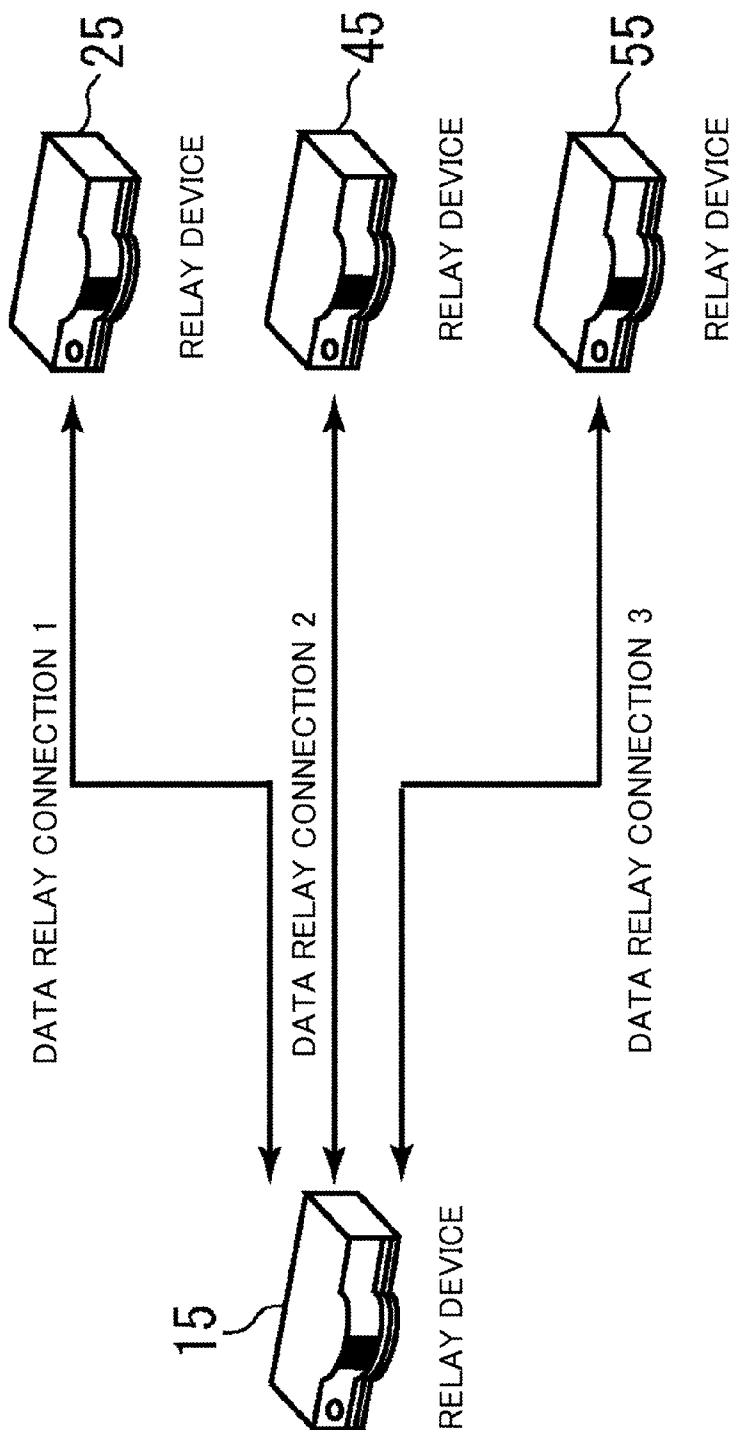 15
RELAY DEVICE
DATA RELAY CONNECTION 1
25
RELAY DEVICE
DATA RELAY CONNECTION 2
45
RELAY DEVICE
DATA RELAY CONNECTION 3
55
RELAY DEVICE